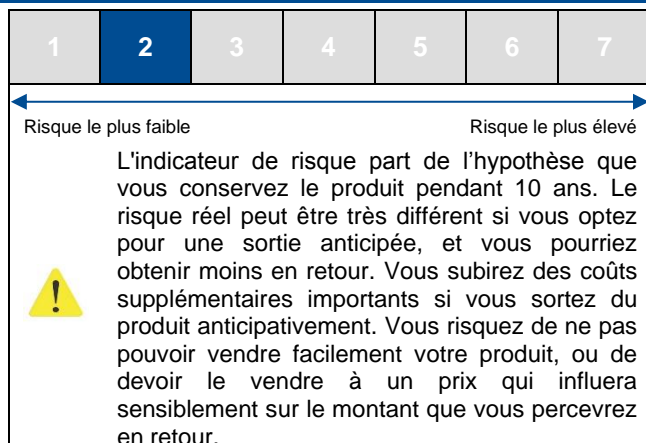 1 2 3 4 5 6 7
Risque le plus faible Risque le plus élevé
L'indicateur de risque part de l’hypothèse que
vous conservez le produit pendant 10 ans. Le
risque réel peut être très différent si vous optez
pour une sortie anticipée, et vous pourriez
obtenir moins en retour. Vous subirez des coûts
supplémentaires importants si vous sortez du
produit anticipativement. Vous risquez de ne pas
pouvoir vendre facilement votre produit, ou de
devoir le vendre à un prix qui influera
sensiblement sur le montant que vous percevrez
en retour.